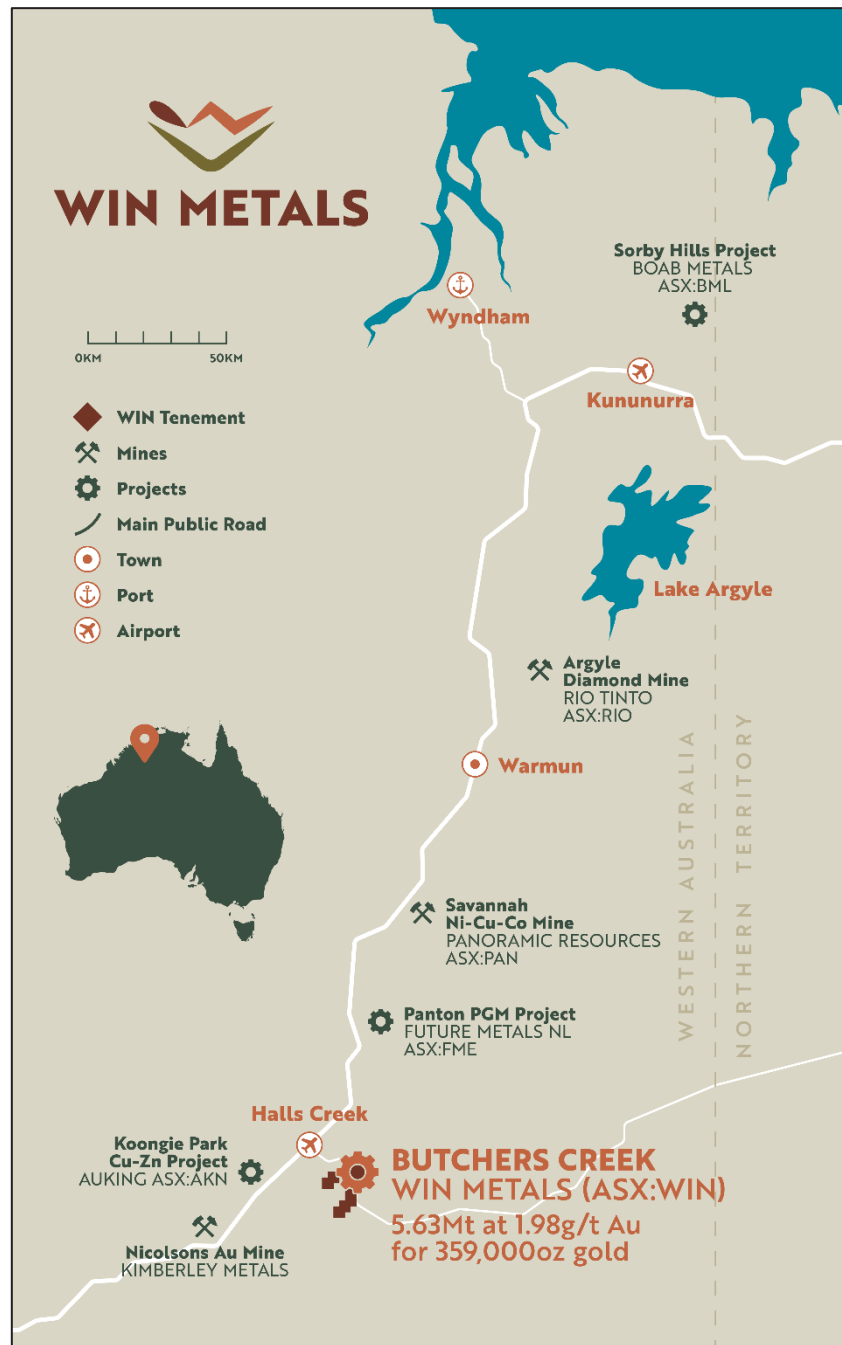 WIN METALS
Sorby Hills Project
BOAB METALS
ASX:BML
Wyndham
0KM
50KM
Kununurra
WIN Tenement
Mines
Projects
Main Public Road
Town
Port
Airport
Lake Argyle
Argyle
Diamond Mine
RIO TINTO
ASX:RIO
Warmun
WESTERN AUSTRALIA
NORTHERN TERRITORY
Savannah
Ni-Cu-Co Mine
PANORAMIC RESOURCES
ASX:PAN
Panton PGM Project
FUTURE METALS NL
ASX:FME
Halls Creek
Koongie Park
Cu-Zn Project
AUKING ASX:AKN
BUTCHERS CREEK
WIN METALS (ASX:WIN)
5.63Mt at 1.98g/t Au
for 359,000oz gold
Nicolsons Au Mine
KIMBERLEY METALS